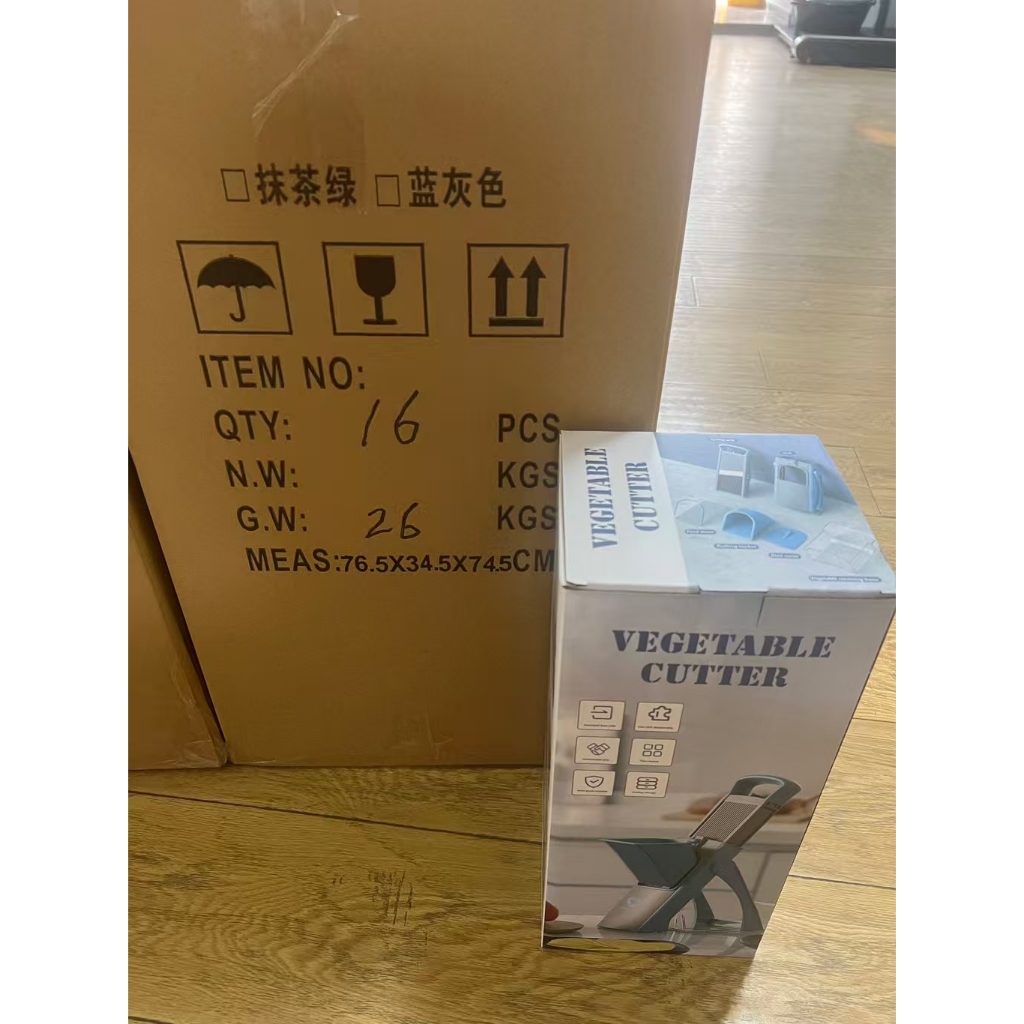 □抹茶绿 □蓝灰色
ITEM NO:
QTY: 16 PCS
N.W: KGS
G.W: 26 KGS
MEAS:76.5X34.5X74.5CM
VEGETABLE
CUTTER
VEGETABLE
CUTTER